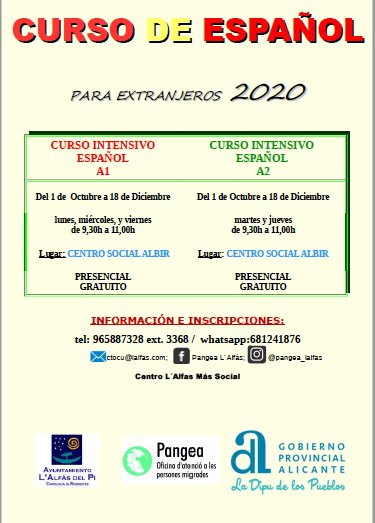 CURSO DE ESPAÑOL
PARA EXTRANJEROS 2020
CURSO INTENSIVO
ESPAÑOL
A1
Del 1 de Octubre a 18 de Diciembre
lunes, miércoles, y viernes
de 9,30h a 11,00h
Lugar: CENTRO SOCIAL ALBIR
PRESENCIAL
GRATUITO
CURSO INTENSIVO
ESPAÑOL
A2
Del 1 de Octubre a 18 de Diciembre
martes y jueves
de 9,30h a 11,00h
Lugar: CENTRO SOCIAL ALBIR
PRESENCIAL
GRATUITO
INFORMACIÓN E INSCRIPCIONES:
tel: 965887328 ext. 3368 / whatsapp:681241876
ctocu@lalfas.com; Pangea L´Alfàs; @pangea_lalfas
Centro L´Alfas Más Social
AYUNTAMIENTO
L'ALFÀS DEL PI
CONCEJALIA DE RESIDENTES
Pangea
Oficina d'atenció a les
persones migrades
GOBIERNO
PROVINCIAL
ALICANTE
La Dipu de los Pueblos